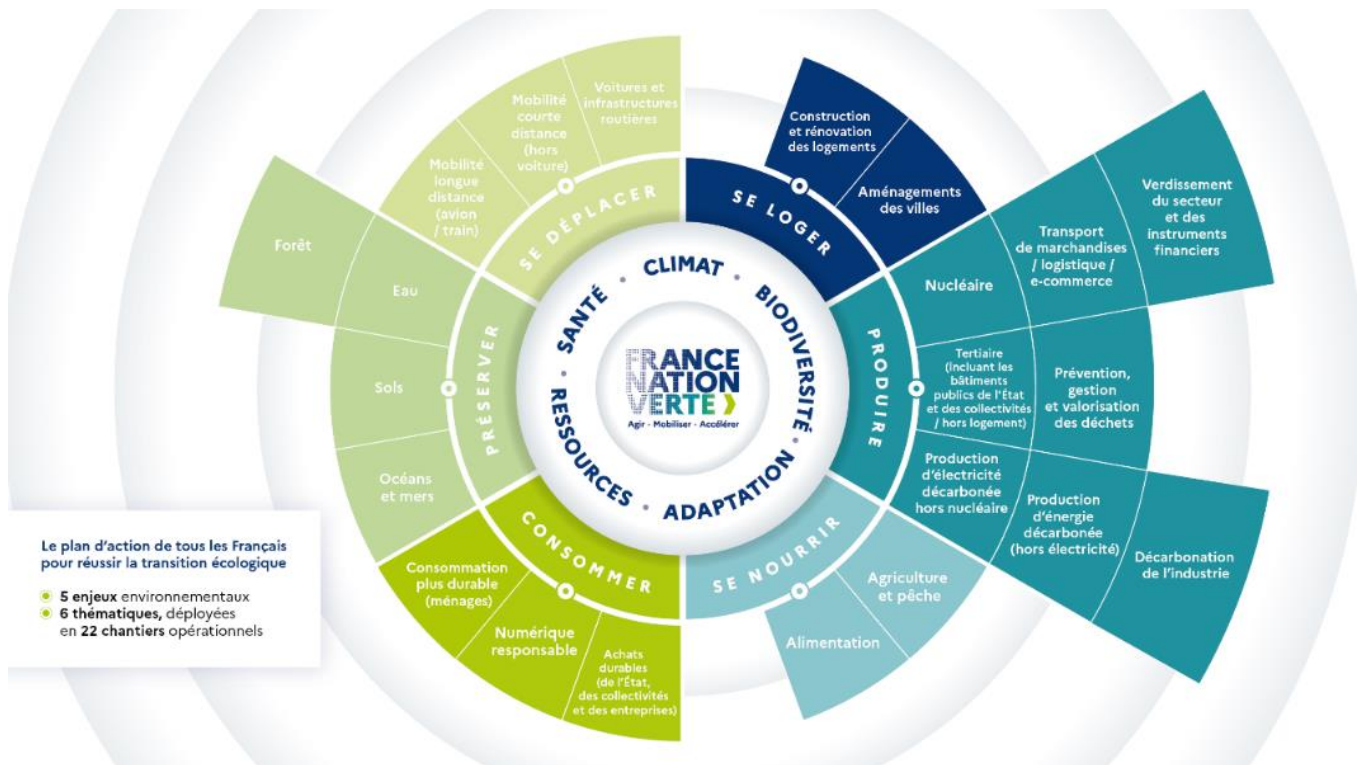 Voitures et
infrastructures
routières
Mobilité
courte
distance
(hors
voiture)
Mobilité
longue
distance
(avion
/ train)
SE DÉPLACER
Construction
et rénovation
des logements
Aménagements
des villes
SE LOGER
Verdissement
du secteur
et des
instruments
financiers
Transport
de marchandises
/ logistique /
e-commerce
Nucléaire
Tertiaire
(Incluant les
bâtiments
publics de l'État
et des collectivités
/ hors logement)
Prévention,
gestion
et valorisation
des déchets
Production
d'électricité
décarbonée
hors nucléaire
Production
d'énergie
décarbonée
(hors électricité)
Décarbonation
de l'industrie
PRODUIRE
Agriculture
et pêche
Alimentation
SE NOURRIR
Achats
durables
(de l'État,
des collectivités
et des entreprises)
Numérique
responsable
Consommation
plus durable
(ménages)
CONSOMMER
Forêt
Eau
Sols
Océans
et mers
PRÉSERVER
SANTÉ • CLIMAT • BIODIVERSITÉ • ADAPTATION • RESSOURCES •
FRANCE
NATION
VERTE
Agir - Mobiliser - Accélérer
Le plan d'action de tous les Français
pour réussir la transition écologique
5 enjeux environnementaux
6 thématiques, déployées
en 22 chantiers opérationnels